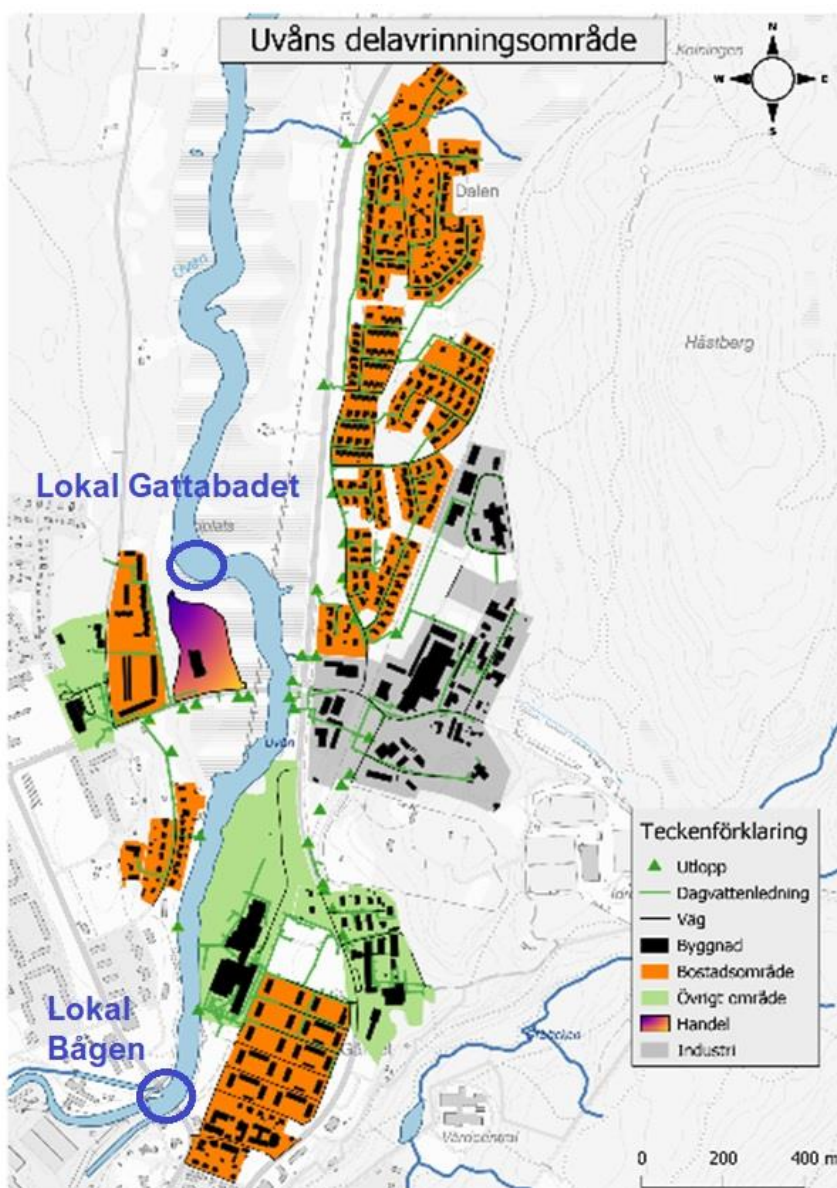 Uvåns delavrinningsområde
N
W
E
S
Dalen
Uvån
Hästberg
Lokal Gattabadet
Uvån
Teckenförklaring
Utlopp
Dagvattenledning
Väg
Byggnad
Bostadsområde
Övrigt område
Handel
Industri
Lokal
Bågen
Vårdcentral
0 200 400 m